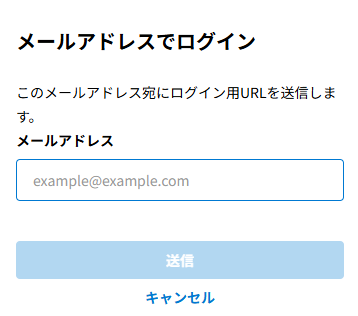 メールアドレスでログイン
このメールアドレス宛にログイン用URLを送信しま
す。
メールアドレス
example@example.com
送信
キャンセル